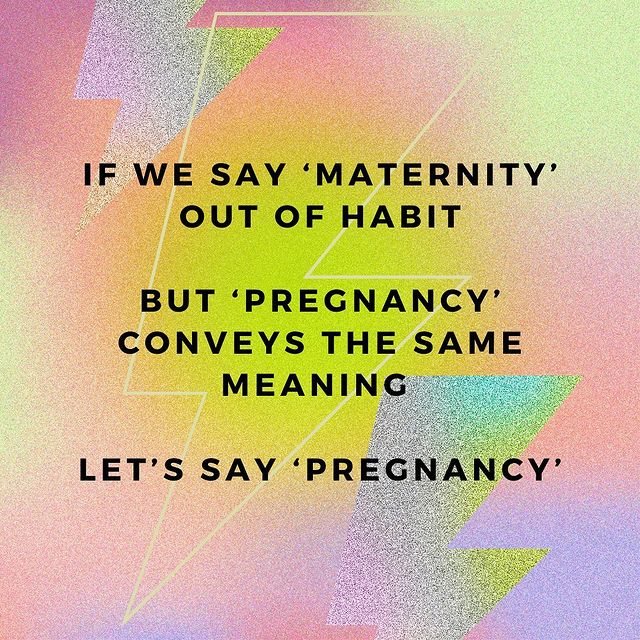 IF WE SAY ‘MATERNITY’
OUT OF HABIT
BUT ‘PREGNANCY’
CONVEYS THE SAME
MEANING
LET’S SAY ‘PREGNANCY’